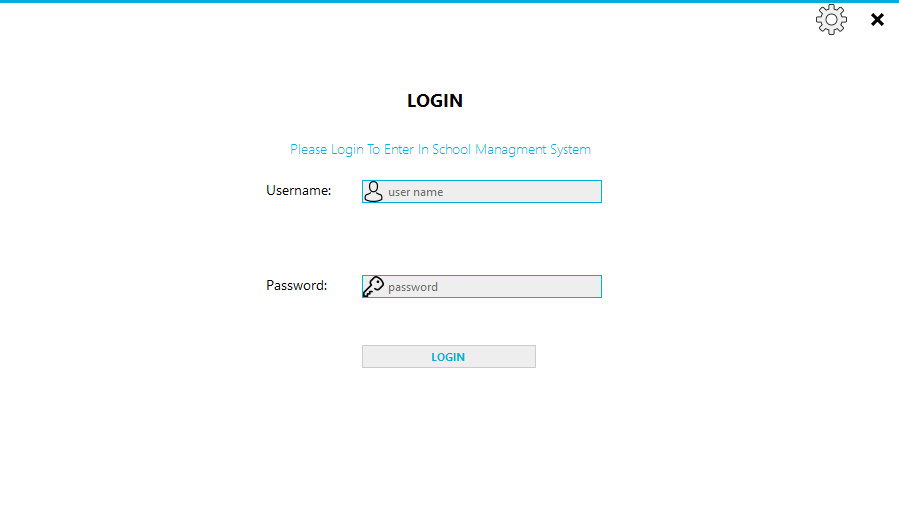 LOGIN
Please Login To Enter In School Managment System
Username:
user name
Password:
password
LOGIN